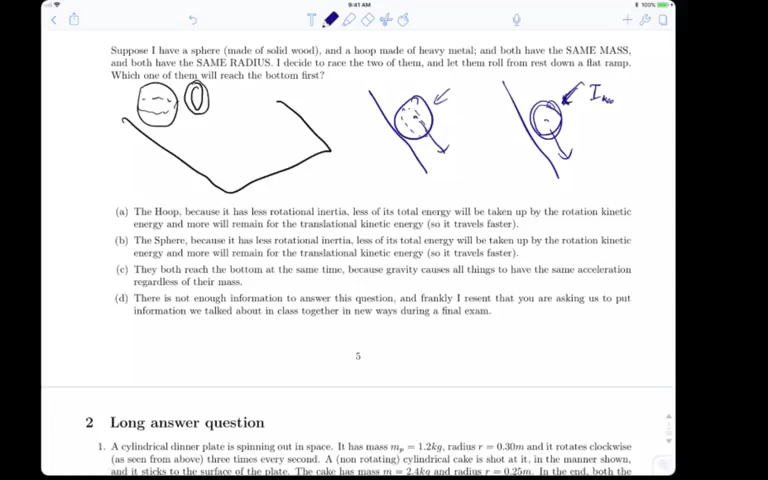 9:41 AM
100%
Suppose I have a sphere (made of solid wood), and a hoop made of heavy metal; and both have the SAME MASS,
and both have the SAME RADIUS. I decide to race the two of them, and let them roll from rest down a flat ramp.
Which one of them will reach the bottom first?
(a) The Hoop, because it has less rotational inertia, less of its total energy will be taken up by the rotation kinetic
energy and more will remain for the translational kinetic energy (so it travels faster).
(b) The Sphere, because it has less rotational inertia, less of its total energy will be taken up by the rotation kinetic
energy and more will remain for the translational kinetic energy (so it travels faster).
(c) They both reach the bottom at the same time, because gravity causes all things to have the same acceleration
regardless of their mass.
(d) There is not enough information to answer this question, and frankly I resent that you are asking us to put
information we talked about in class together in new ways during a final exam.
5
2 Long answer question
1. A cylindrical dinner plate is spinning out in space. It has mass mₚ = 1.2kg, radius r = 0.30m and it rotates clockwise
(as seen from above) three times every second. A (non rotating) cylindrical cake is shot at it, in the manner shown,
and it sticks to the surface of the plate. The cake has mass m = 2.4kg and radius r = 0.25m. In the end, both the